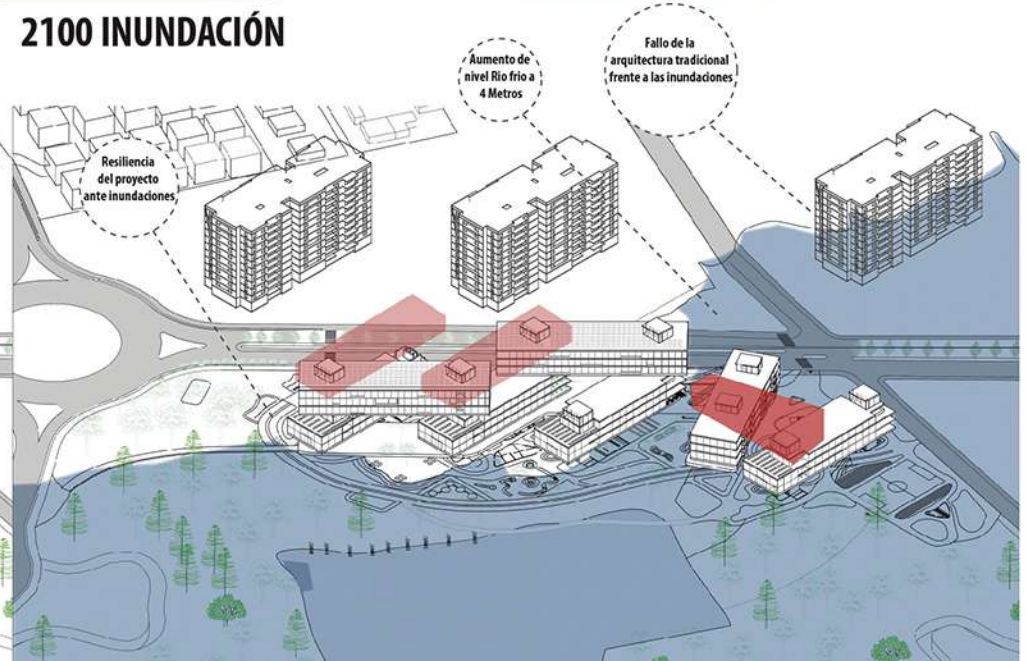 2100 INUNDACIÓN
Aumento de
nivel Rio frio a
4 Metros
Fallo de la
arquitectura tradicional
frente a las inundaciones
Resiliencia
del proyecto
ante inundaciones